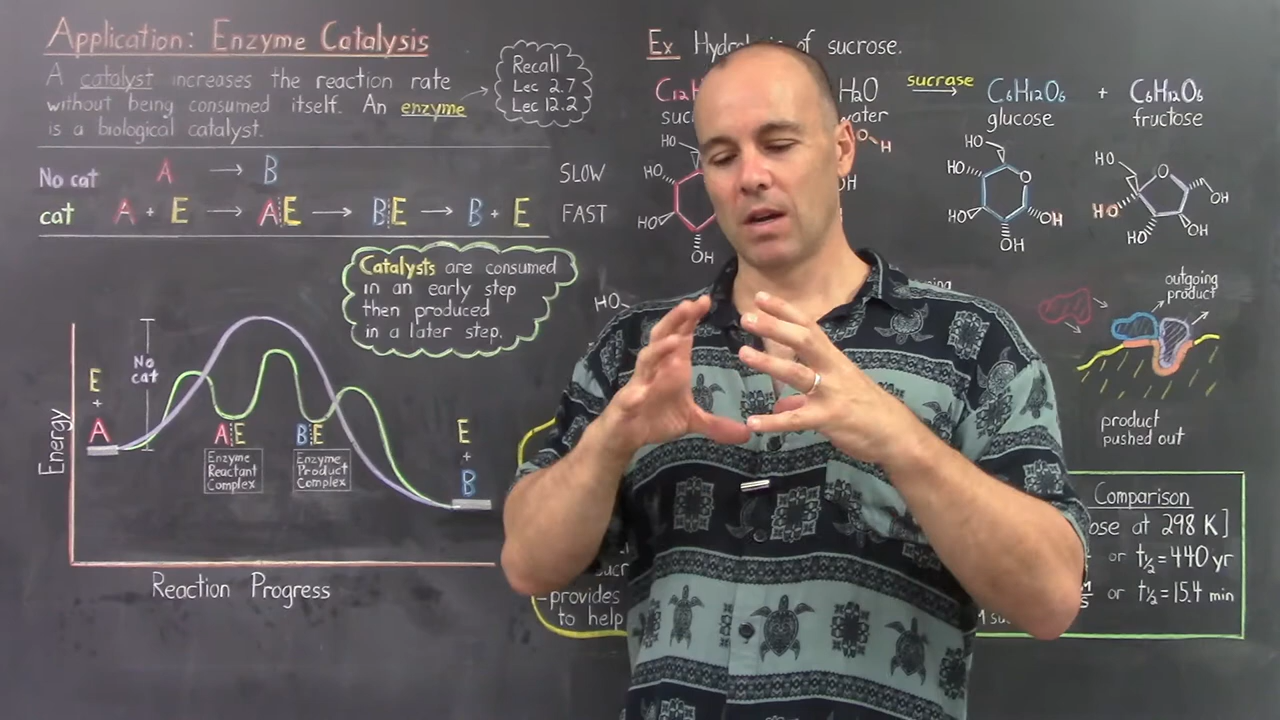 Application: Enzyme Catalysis
A catalyst increases the reaction rate
without being consumed itself. An enzyme
is a biological catalyst.
Recall
Lec 2.7
Lec 12.2
No cat A → B SLOW
cat A + E → A¦E → B¦E → B + E FAST
Catalysts are consumed
in an early step
then produced
in a later step.
Energy
E
+
A
No
cat
A¦E
Enzyme
Reactant
Complex
B¦E
Enzyme
Product
Complex
E
+
B
Reaction Progress
Ex of sucrose.
sucrase
C6H12O6 + C6H12O6
glucose fructose
HO
HO
HO
OH
OH
O
H
HO
HO
HO
O
OH
OH
HO
HO
HO
O
OH
OH
HO
outgoing
product
product
pushed out
provides
to help
Comparison
at 298 K]
or t½ = 440 yr
or t½ = 15.4 min